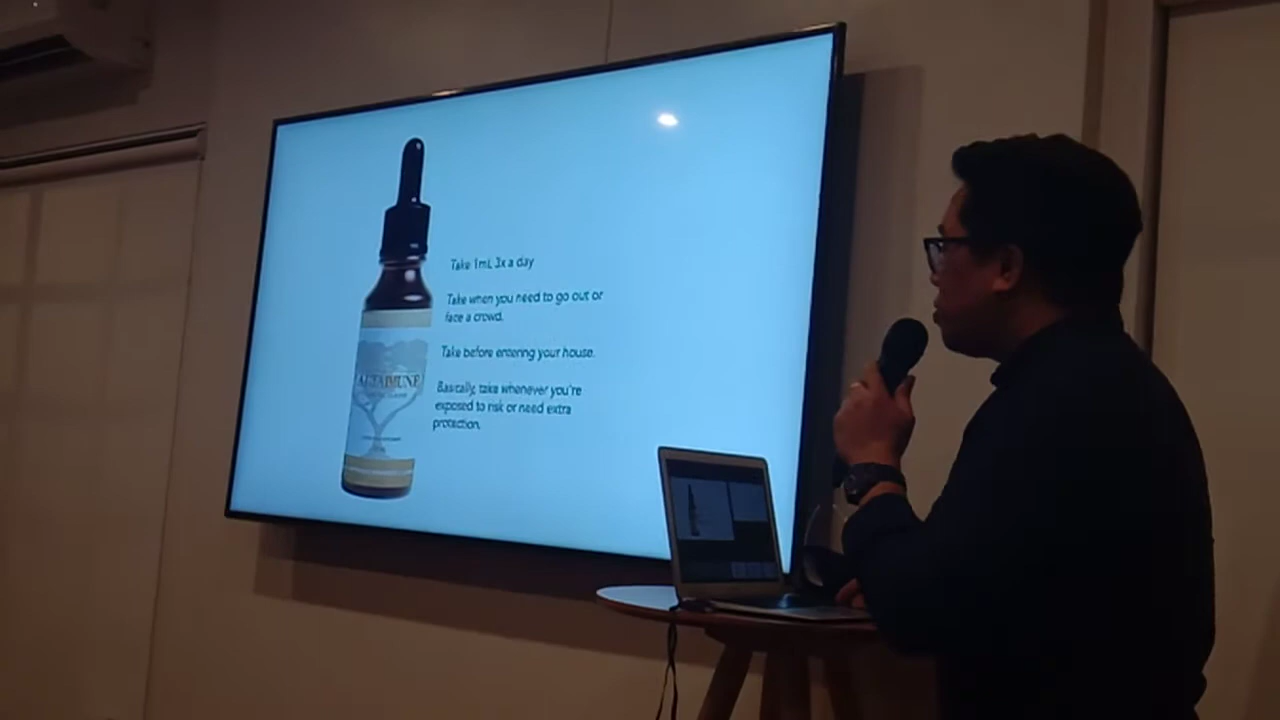 Take 1mL 3x a day
Take when you need to go out or
face a crowd.
Take before entering your house.
Basically, take whenever you're
exposed to risk or need extra
protection.
ALTAIMUNE